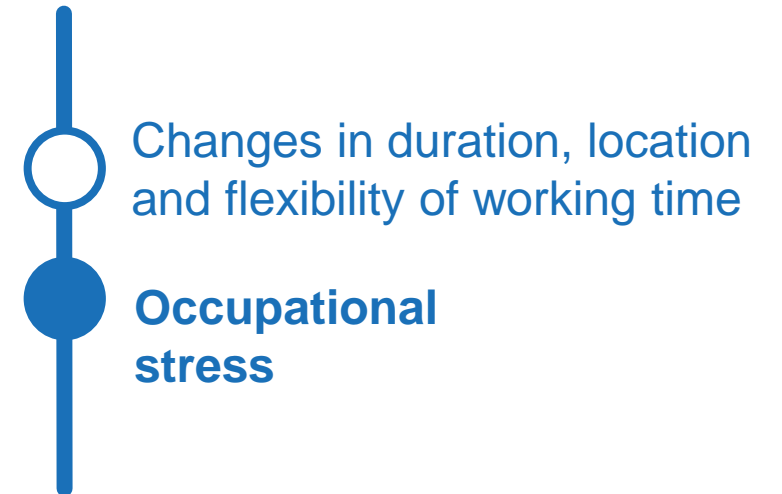 Changes in duration, location
and flexibility of working time
Occupational
stress